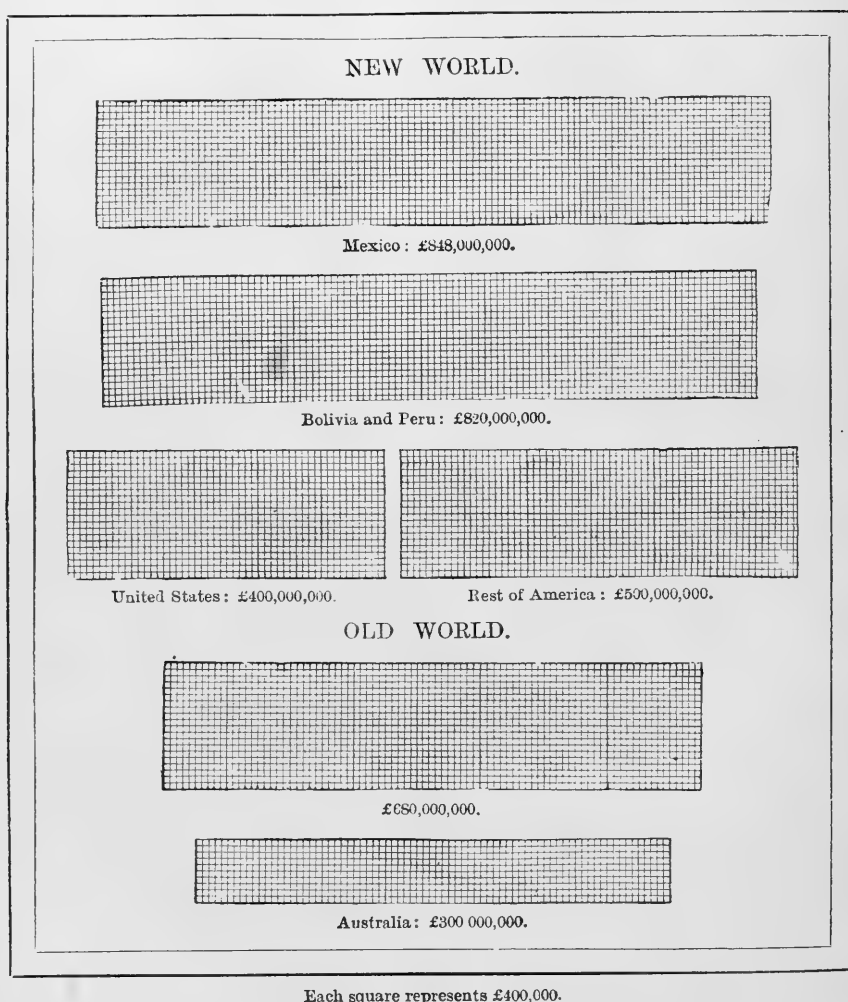 NEW WORLD.
Mexico: £848,000,000.
Bolivia and Peru: £820,000,000.
United States: £400,000,000.
Rest of America: £500,000,000.
OLD WORLD.
£680,000,000.
Australia: £300 000,000.
Each square represents £400,000.